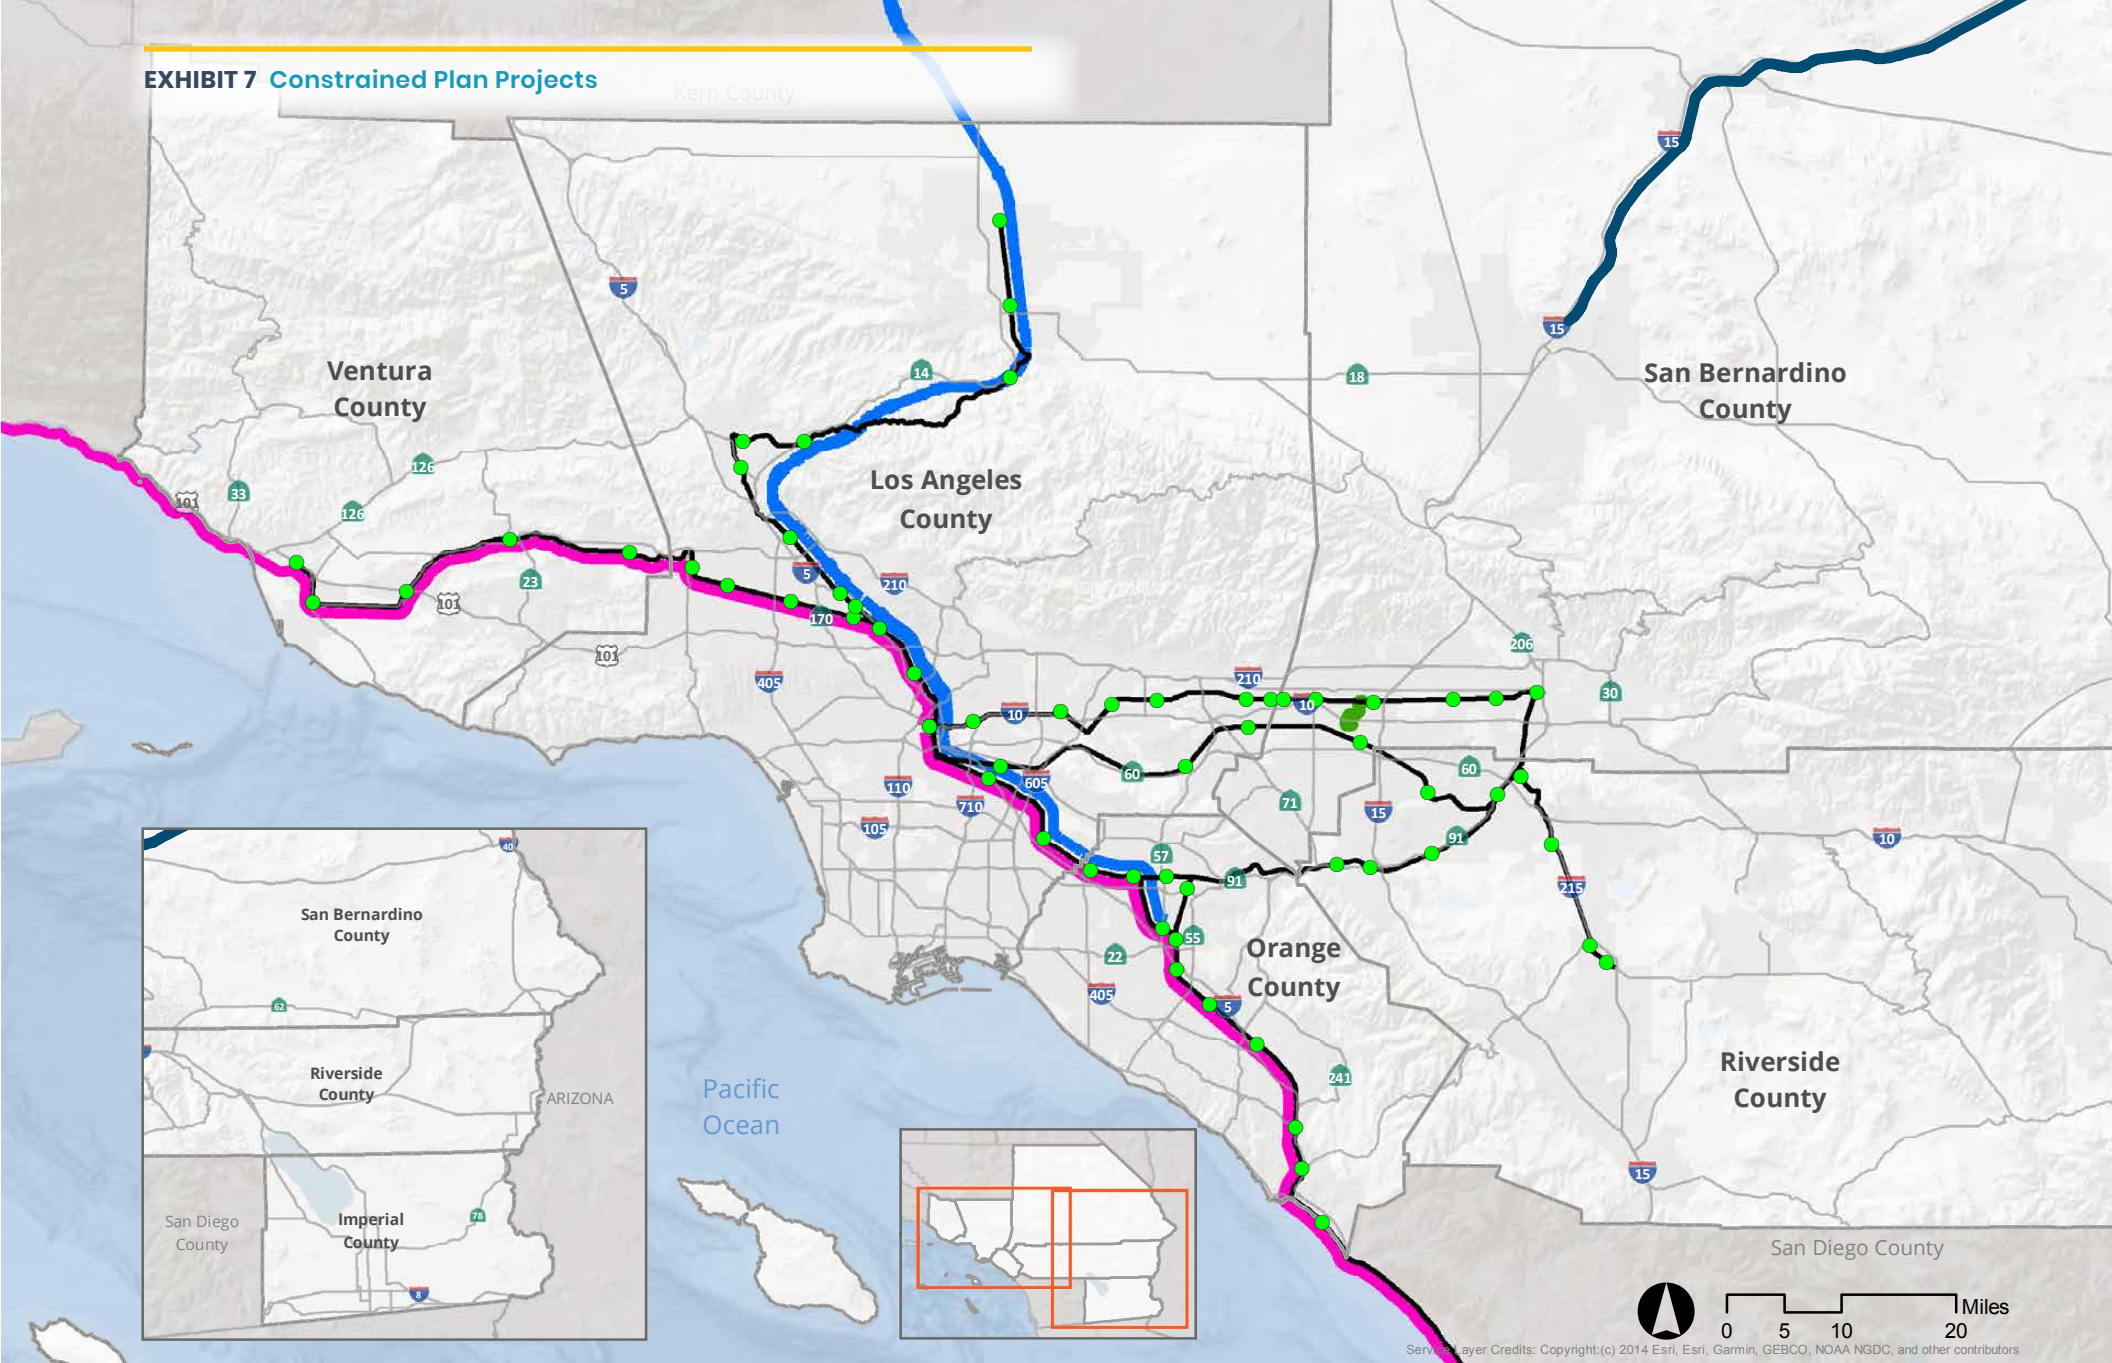 EXHIBIT 7 Constrained Plan Projects
Kern County
15
5
15
Ventura
County
14
18
San Bernardino
County
126
33
101
126
Los Angeles
County
5
210
23
101
170
101
206
405
210
30
10
10
605
60
60
110
710
71
15
105
91
10
57
91
215
55
22
Orange
County
405
5
241
Riverside
County
15
40
San Bernardino
County
62
Riverside
County
ARIZONA
San Diego
County
Imperial
County
78
8
Pacific
Ocean
San Diego County
Miles
0 5 10 20
Service Layer Credits: Copyright:(c) 2014 Esri, Esri, Garmin, GEBCO, NOAA NGDC, and other contributors